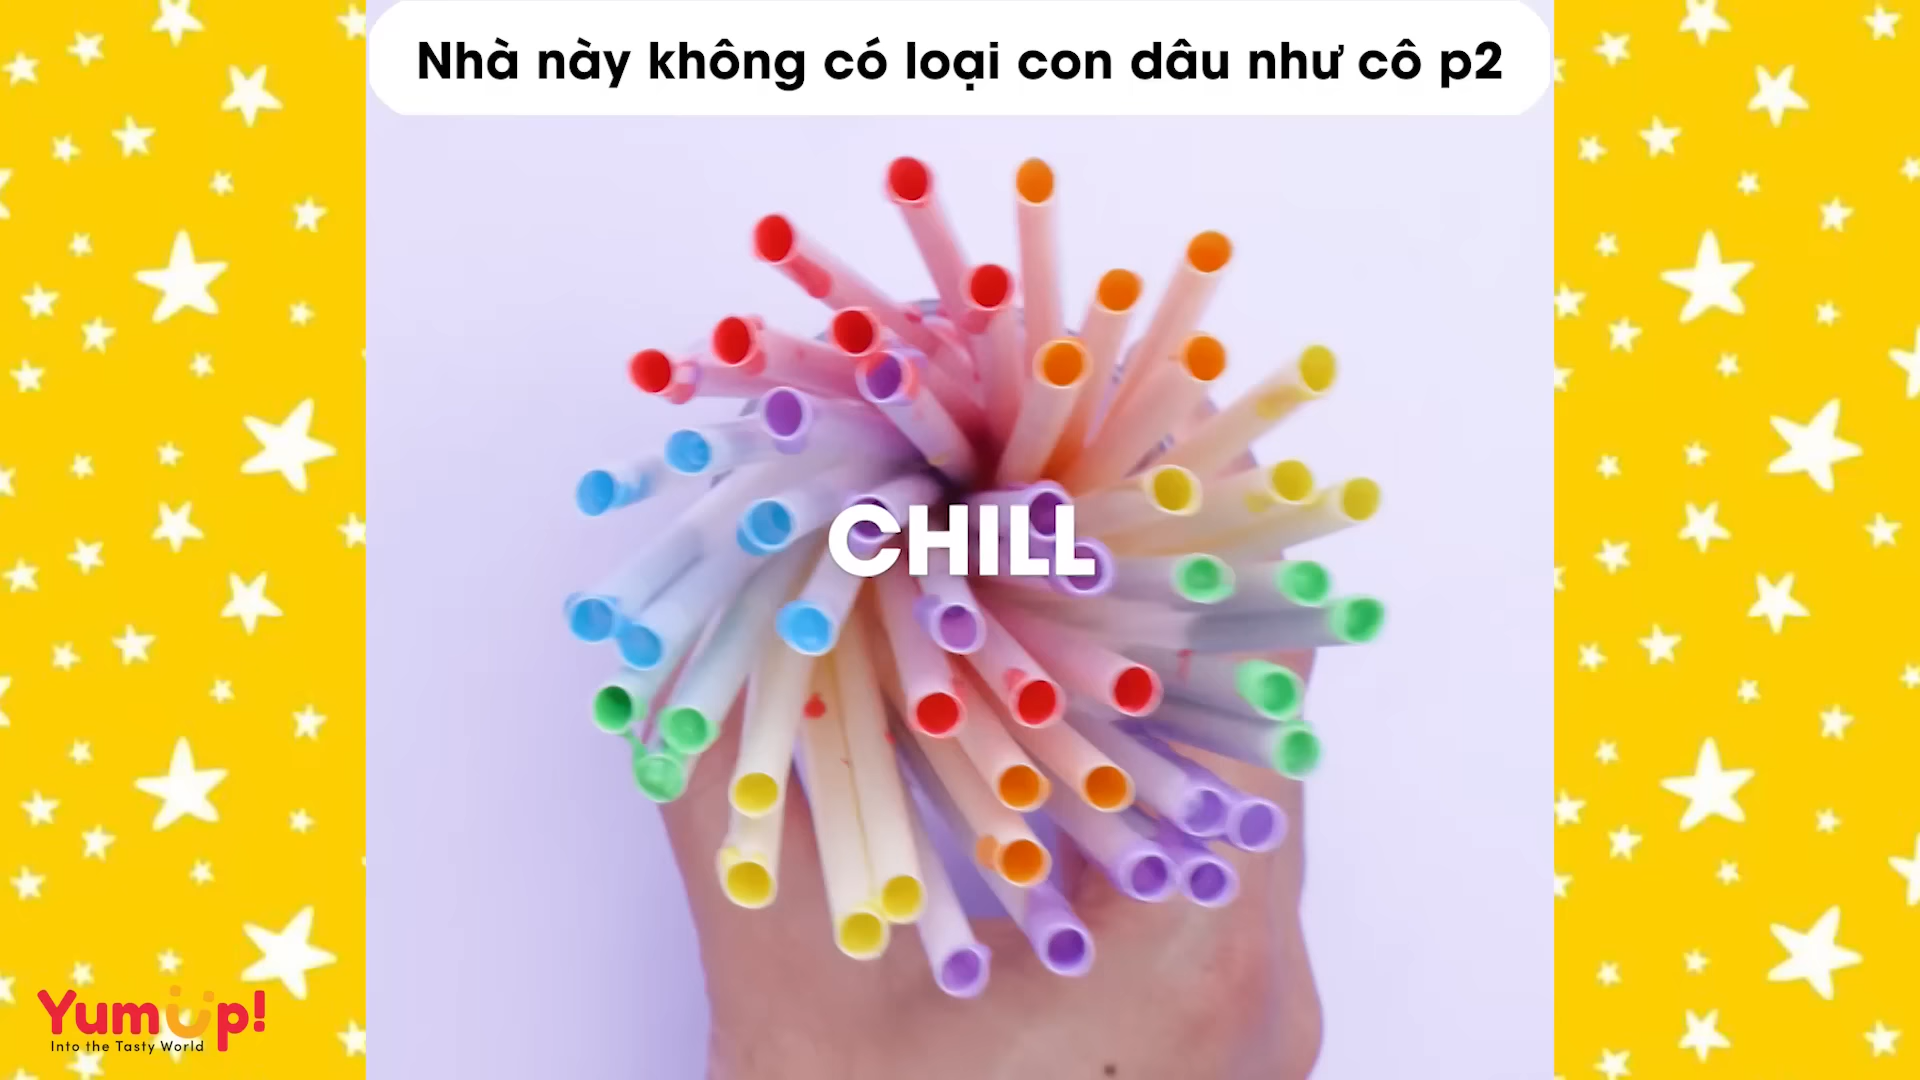 Nhà này không có loại con dâu như cô p2
CHILL
YumUp!
Into the Tasty World